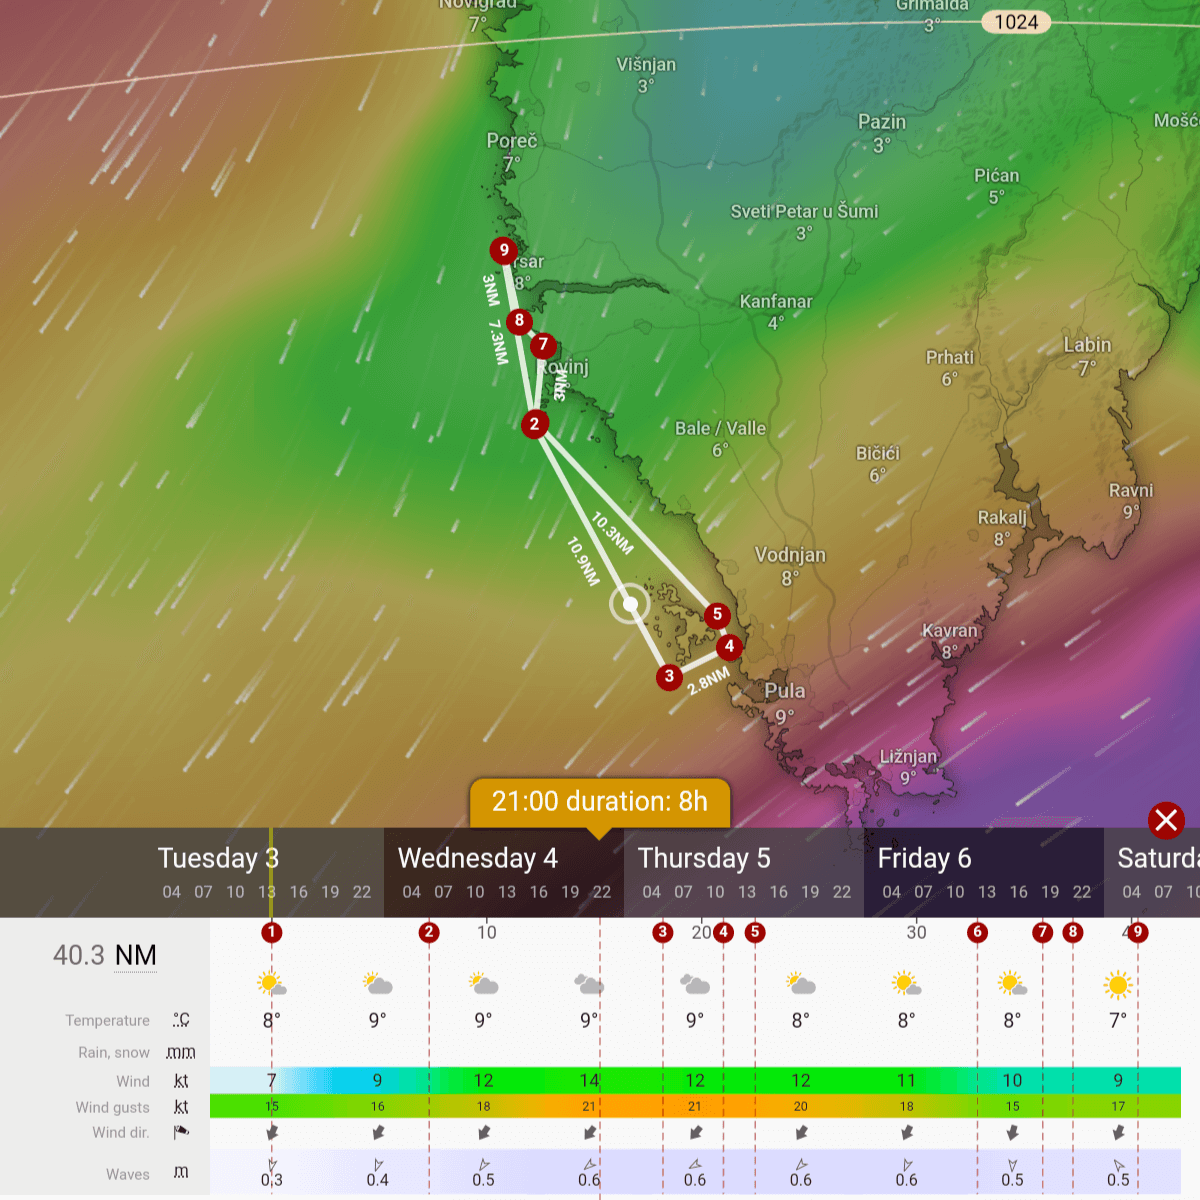 Novigrad
7°
Grimalda
3°
1024
Višnjan
3°
Pazin
3°
Mošć
Poreč
7°
Pićan
5°
Sveti Petar u Šumi
3°
9
rsar
8°
3NM
Kanfanar
4°
8
7.3NM
7
Labin
7°
Prhati
6°
Rovinj
3NM
2
Bale / Valle
6°
Bičići
6°
Ravni
9°
Rakalj
8°
10.3NM
10.9NM
Vodnjan
8°
5
Kavran
8°
4
3
2.8NM
Pula
9°
Ližnjan
9°
21:00 duration: 8h
Tuesday 3 Wednesday 4 Thursday 5 Friday 6 Saturda
04 07 10 13 16 19 22 04 07 10 13 16 19 22 04 07 10 13 16 19 22 04 07 10 13 16 19 22 04 07 10
1 2 10 3 20 4 5 30 6 7 8 4 9
40.3 NM
Temperature °C 8° 9° 9° 9° 9° 8° 8° 8° 7°
Rain, snow mm
Wind kt 7 9 12 14 12 12 11 10 9
Wind gusts kt 15 16 18 21 21 20 18 15 17
Wind dir.
Waves m 0.3 0.4 0.5 0.6 0.6 0.6 0.6 0.5 0.5